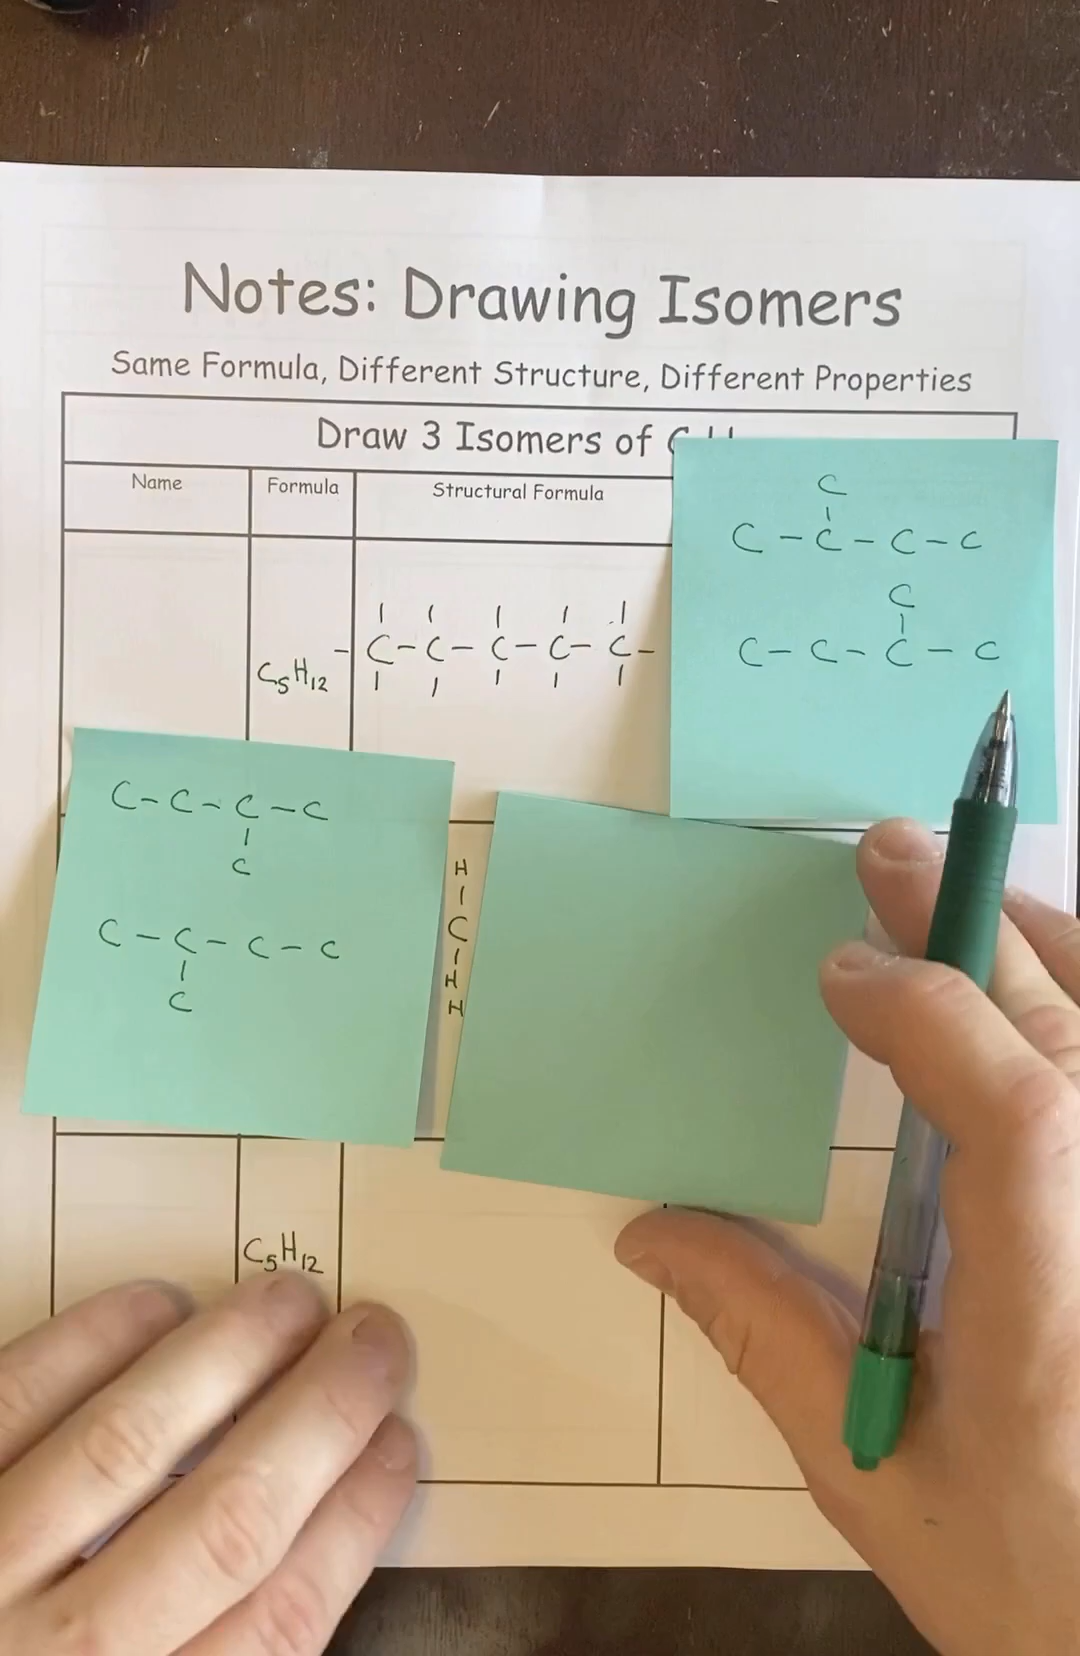 Notes: Drawing Isomers
Same Formula, Different Structure, Different Properties
Draw 3 Isomers of
Name Formula Structural Formula
C₅H₁₂
-C-C-C-C-C-
C
C-C-C-C
C
C-C-C-C
C-C-C-C
C
C-C-C-C
C
H
C
H
H
C₅H₁₂